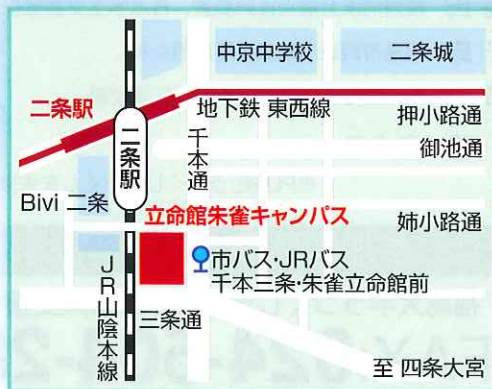 中京中学校
二条城
二条駅
地下鉄 東西線
押小路通
二条駅
千本通
御池通
Bivi 二条
立命館朱雀キャンパス
姉小路通
市バス・JRバス
千本三条・朱雀立命館前
JR山陰本線
三条通
至 四条大宮